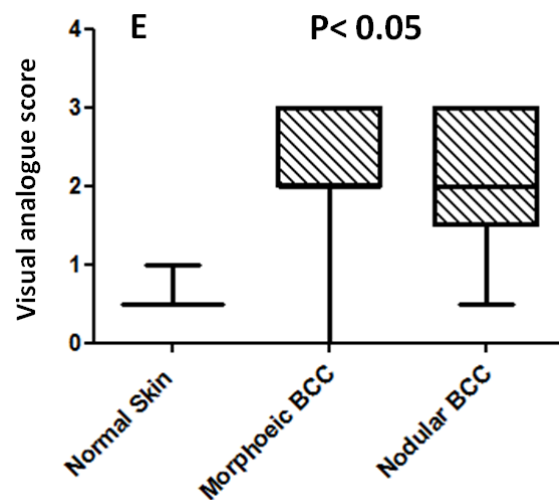 E P< 0.05
Visual analogue score
4
3
2
1
0
Normal Skin
Morphoeic BCC
Nodular BCC